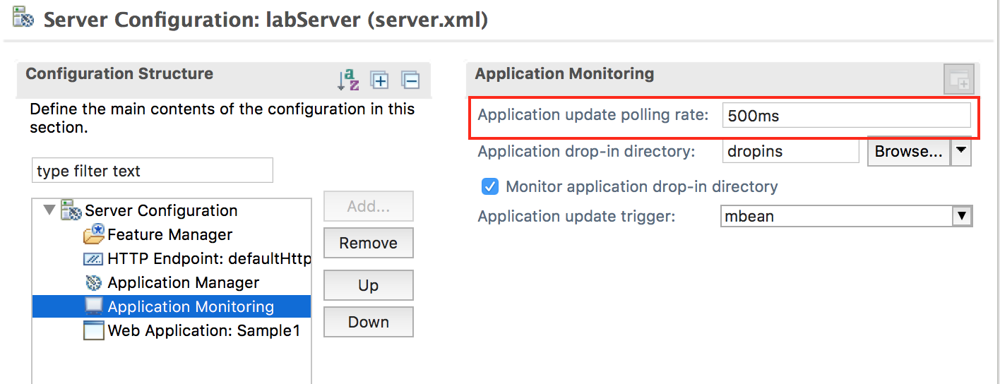 Server Configuration: labServer (server.xml)
Configuration Structure
Define the main contents of the configuration in this
section.
type filter text
Server Configuration
Feature Manager
HTTP Endpoint: defaultHttp
Application Manager
Application Monitoring
Web Application: Sample1
Add...
Remove
Up
Down
Application Monitoring
Application update polling rate: 500ms
Application drop-in directory: dropins Browse...
Monitor application drop-in directory
Application update trigger: mbean